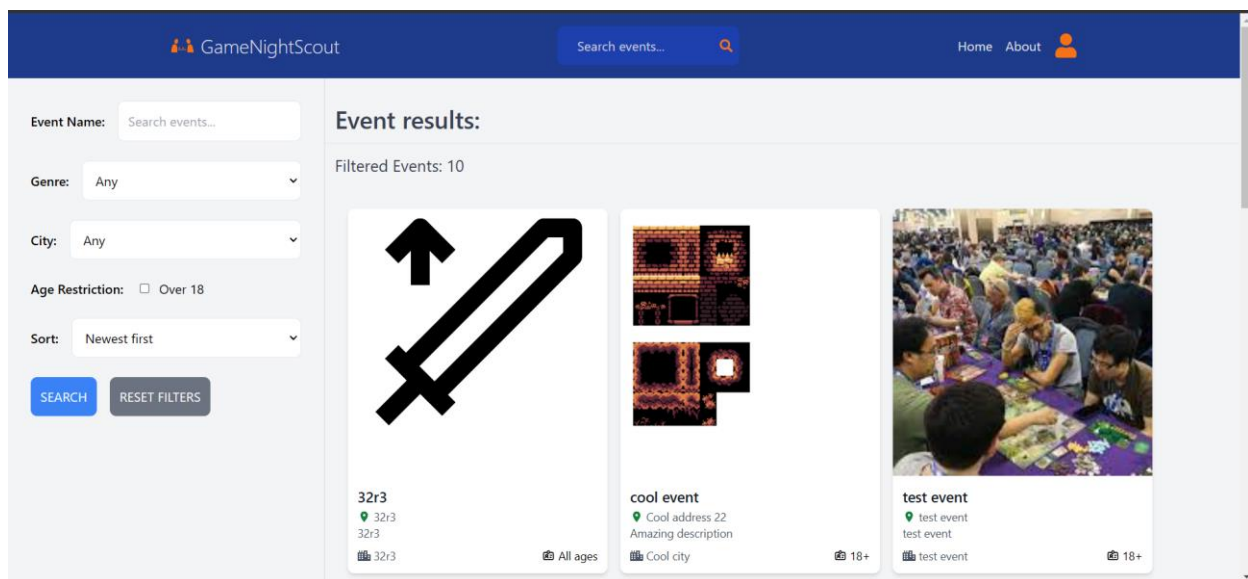 GameNightScout
Search events...
Home About
Event Name: Search events...
Genre: Any
City: Any
Age Restriction: Over 18
Sort: Newest first
SEARCH RESET FILTERS
Event results:
Filtered Events: 10
32r3
32r3
32r3
32r3 All ages
cool event
Cool address 22
Amazing description
Cool city 18+
test event
test event
test event
test event 18+